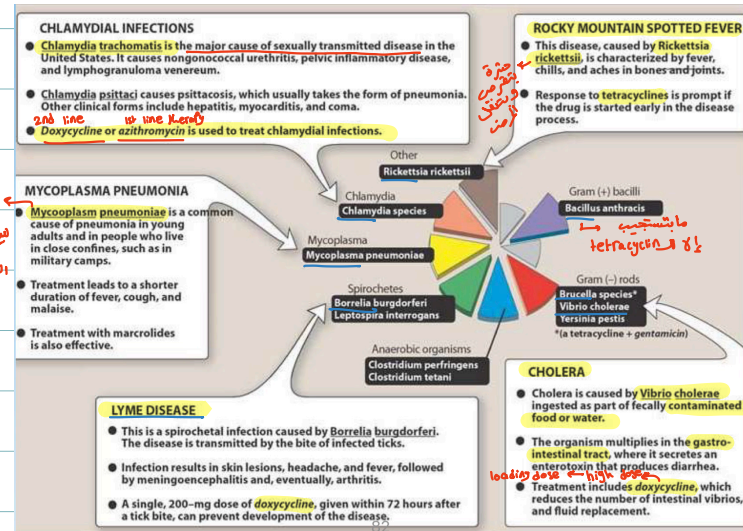 CHLAMYDIAL INFECTIONS
● Chlamydia trachomatis is the major cause of sexually transmitted disease in the
United States. It causes nongonococcal urethritis, pelvic inflammatory disease,
and lymphogranuloma venereum.
● Chlamydia psittaci causes psittacosis, which usually takes the form of pneumonia.
Other clinical forms include hepatitis, myocarditis, and coma.
2nd line 1st line therapy
● Doxycycline or azithromycin is used to treat chlamydial infections.
ROCKY MOUNTAIN SPOTTED FEVER
● This disease, caused by Rickettsia
rickettsii, is characterized by fever,
chills, and aches in bones and joints.
● Response to tetracyclines is prompt if
the drug is started early in the disease
process.
حشرة
بتقرص
المرض
Other
Rickettsia rickettsii
Chlamydia
Chlamydia species
Mycoplasma
Mycoplasma pneumoniae
Spirochetes
Borrelia burgdorferi
Leptospira interrogans
Anaerobic organisms
Clostridium perfringens
Clostridium tetani
Gram (+) bacilli
Bacillus anthracis
ما بتستجيب
إلا لل tetracyclin
Gram (–) rods
Brucella species*
Vibrio cholerae
Yersinia pestis
*(a tetracycline + gentamicin)
MYCOPLASMA PNEUMONIA
● Mycooplasm pneumoniae is a common
cause of pneumonia in young
adults and in people who live
in close confines, such as in
military camps.
● Treatment leads to a shorter
duration of fever, cough, and
malaise.
● Treatment with marcrolides
is also effective.
LYME DISEASE
● This is a spirochetal infection caused by Borrelia burgdorferi.
The disease is transmitted by the bite of infected ticks.
● Infection results in skin lesions, headache, and fever, followed
by meningoencephalitis and, eventually, arthritis.
● A single, 200-mg dose of doxycycline, given within 72 hours after
a tick bite, can prevent development of the disease.
82
CHOLERA
● Cholera is caused by Vibrio cholerae
ingested as part of fecally contaminated
food or water.
● The organism multiplies in the gastro-
intestinal tract, where it secretes an
enterotoxin that produces diarrhea.
loading dose ← high dose
● Treatment includes doxycycline, which
reduces the number of intestinal vibrios,
and fluid replacement.